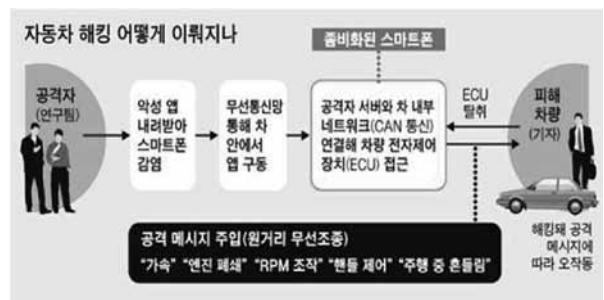 자동차 해킹 어떻게 이뤄지나
좀비화된 스마트폰
공격자
(연구팀)
악성 앱
내려받아
스마트폰
감염
무선통신망
통해 차
안에서
앱 구동
공격자 서버와 차 내부
네트워크(CAN 통신)
연결해 차량 전자제어
장치(ECU) 접근
ECU
탈취
피해
차량
(기자)
해킹돼 공격
메시지에
따라 오작동
공격 메시지 주입(원거리 무선조종)
“가속” “엔진 폐쇄” “RPM 조작” “핸들 제어” “주행 중 흔들림”